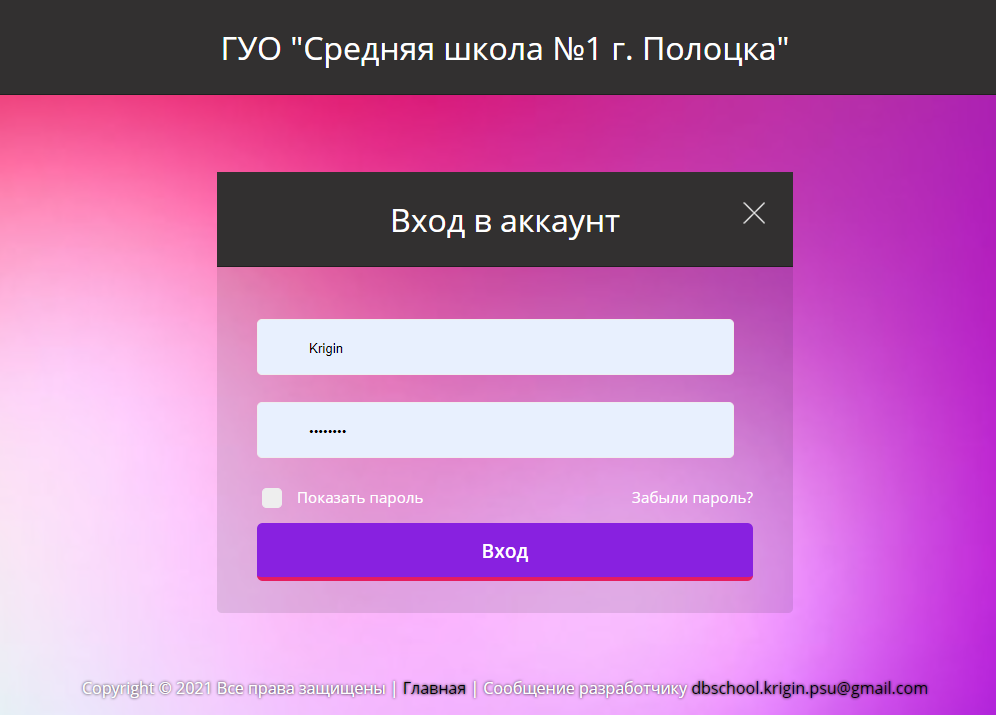 ГУО "Средняя школа №1 г. Полоцка"
Вход в аккаунт
Krigin
••••••••
Показать пароль Забыли пароль?
Вход
Copyright © 2021 Все права защищены | Главная | Сообщение разработчику dbschool.krigin.psu@gmail.com